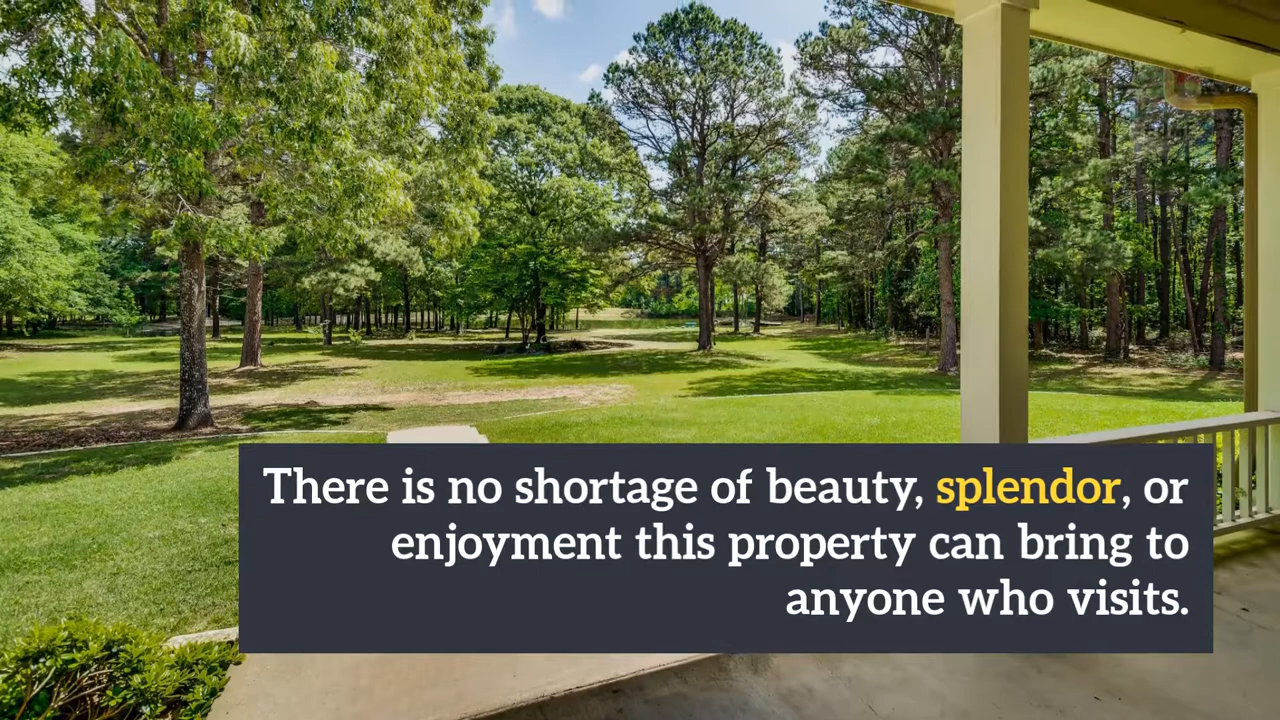 There is no shortage of beauty, splendor, or
enjoyment this property can bring to
anyone who visits.